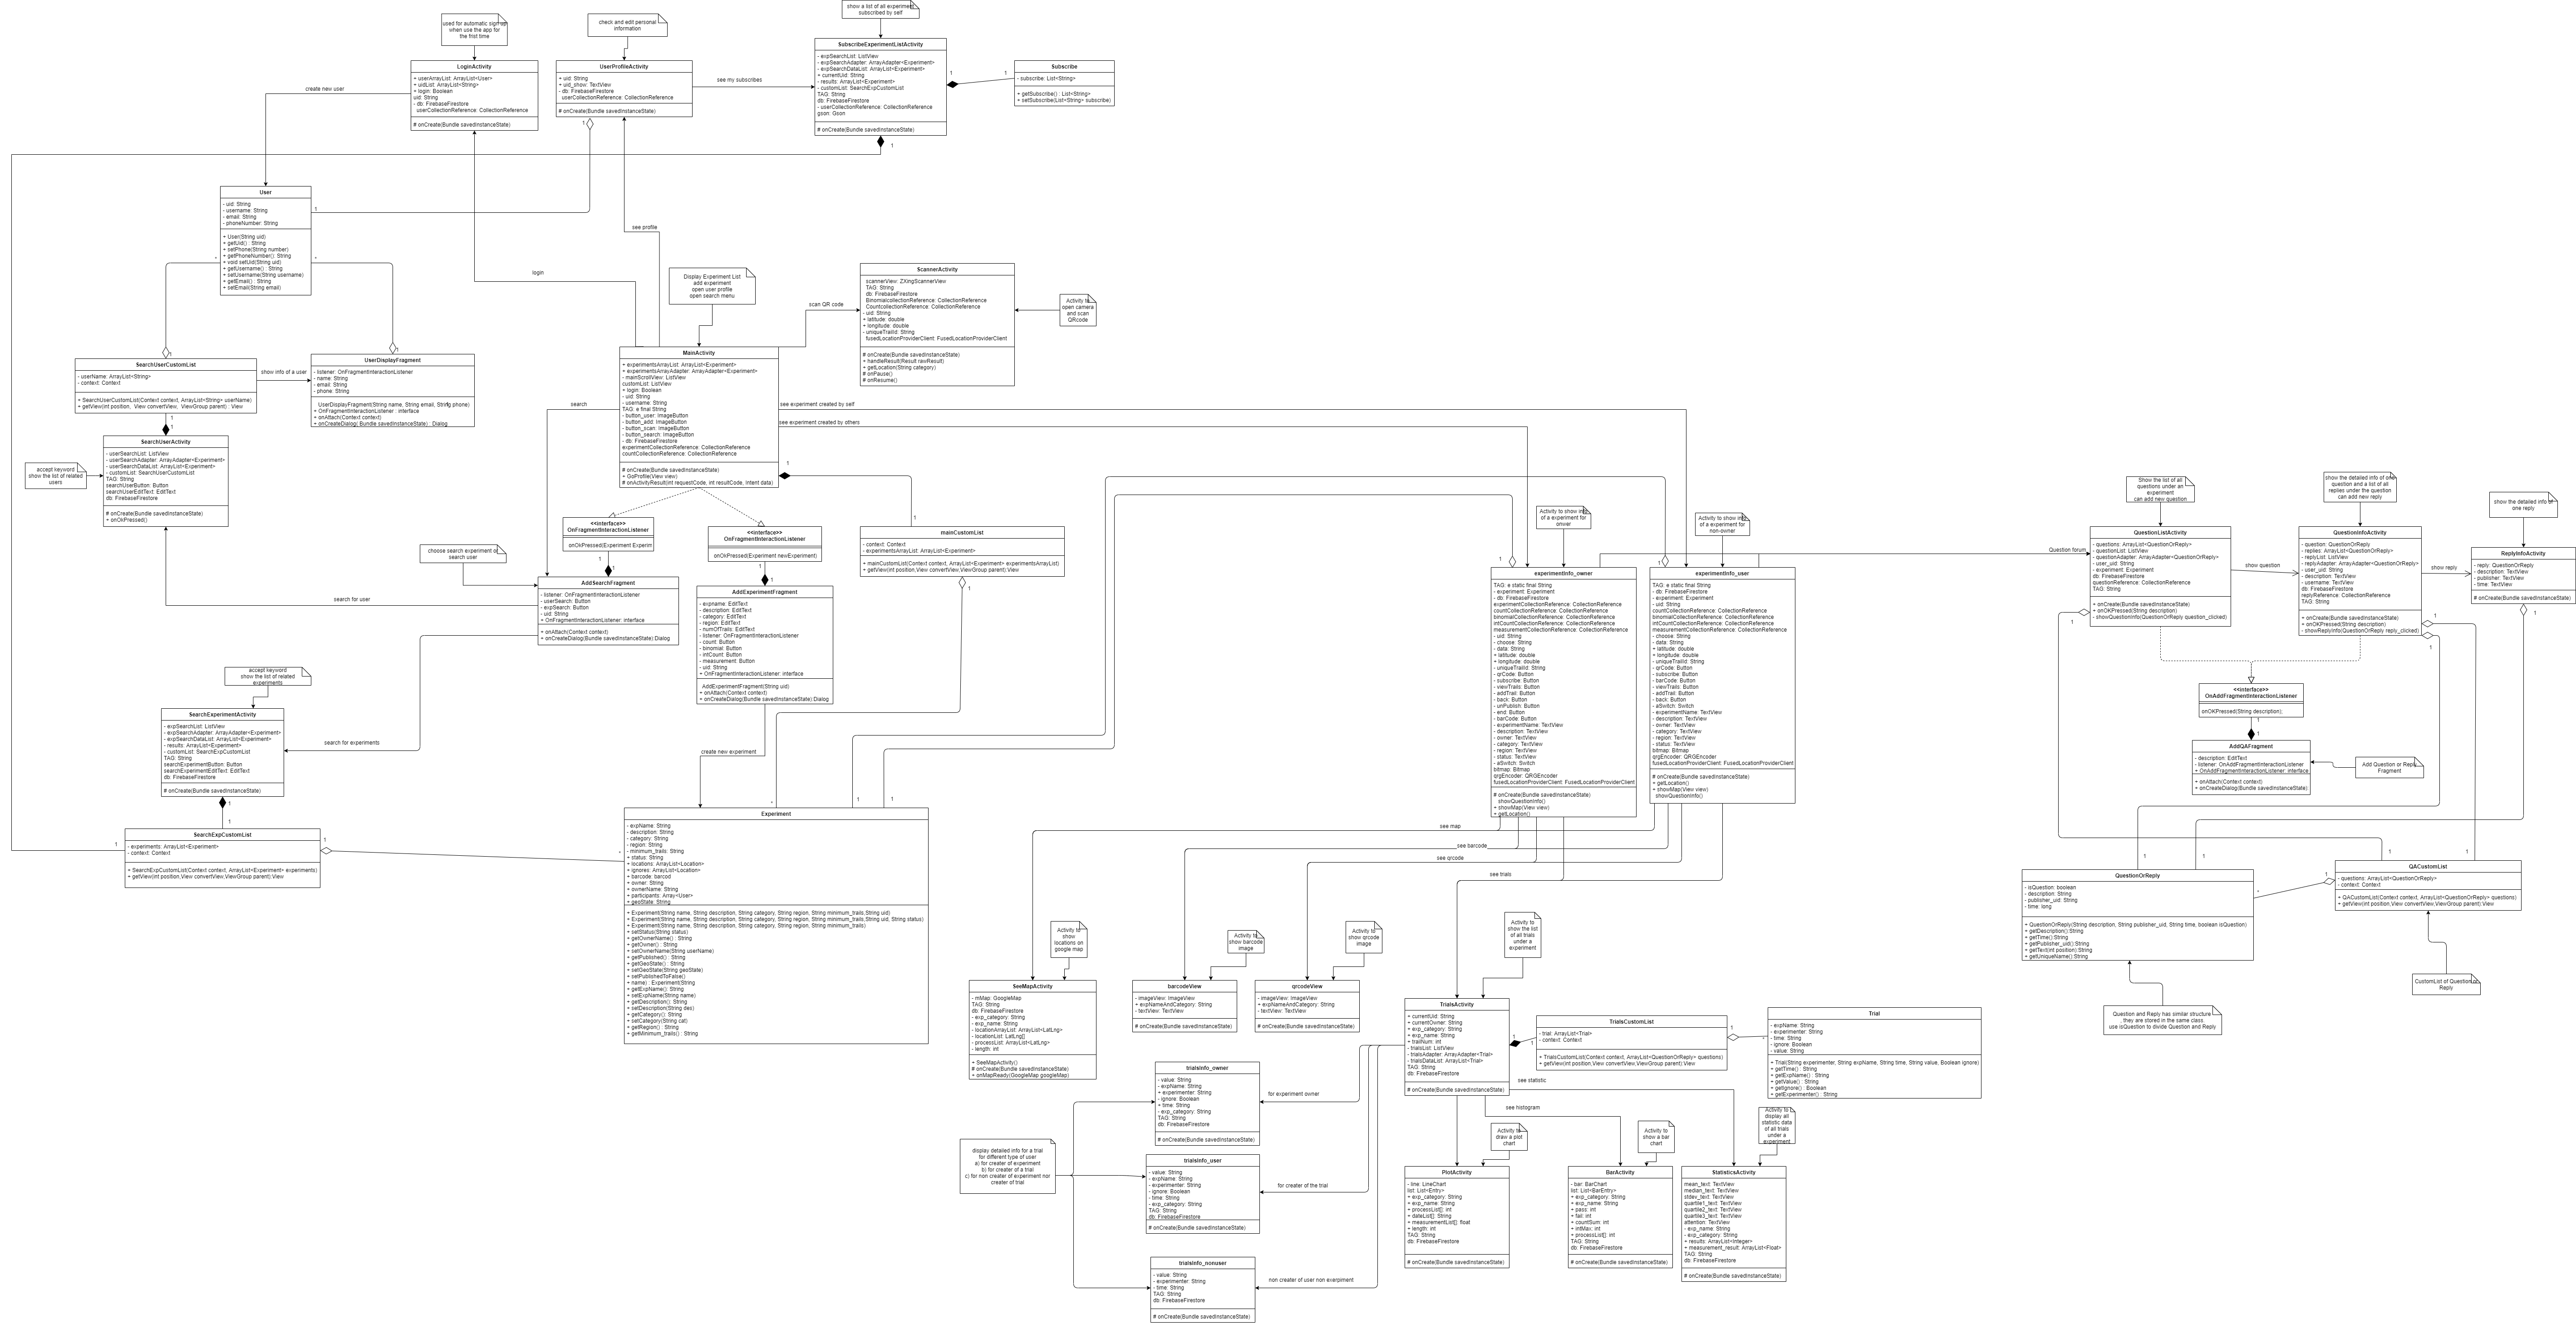 show a list of all experiment
subscribed by self
used for automatic sign up
when use the app for
the frist time
check and edit personal
information
SubscribeExperimentListActivity
- expSearchList: ListView
- expSearchAdapter: ArrayAdapter<Experiment>
- expSearchDataList: ArrayList<Experiment>
+ currentUid: String
- results: ArrayList<Experiment>
- customList: SearchExpCustomList
TAG: String
db: FirebaseFirestore
- userCollectionReference: CollectionReference
gson: Gson
# onCreate(Bundle savedInstanceState)
1
1
Subscribe
- subscribe: List<String>
+ getSubscribe() : List<String>
+ setSubscribe(List<String> subscribe)
LoginActivity
+ userArrayList: ArrayList<User>
+ uidList: ArrayList<String>
+ login: Boolean
uid: String
- db: FirebaseFirestore
userCollectionReference: CollectionReference
# onCreate(Bundle savedInstanceState)
UserProfileActivity
+ uid: String
+ uid_show: TextView
- db: FirebaseFirestore
userCollectionReference: CollectionReference
# onCreate(Bundle savedInstanceState)
see my subscribes
create new user
1
1
User
- uid: String
- username: String
- email: String
- phoneNumber: String
+ User(String uid)
+ getUid() : String
+ setPhone(String number)
+ getPhoneNumber(): String
+ void setUid(String uid)
+ getUsername() : String
+ setUsername(String username)
+ getEmail() : String
+ setEmail(String email)
1
*
*
see profile
login
Display Experiment List
add experiment
open user profile
open search menu
scan QR code
ScannerActivity
scannerView: ZXingScannerView
TAG: String
db: FirebaseFirestore
BinomialcollectionReference: CollectionReference
CountcollectionReference: CollectionReference
- uid: String
+ latitude: double
+ longitude: double
- uniqueTrailId: String
fusedLocationProviderClient: FusedLocationProviderClient
# onCreate(Bundle savedInstanceState)
+ handleResult(Result rawResult)
+ getLocation(String category)
# onPause()
# onResume()
Activity to
open camera
and scan
QRcode
MainActivity
+ experimentsArrayList: ArrayList<Experiment>
+ experimentsArrayAdapter: ArrayAdapter<Experiment>
- mainScrollView: ListView
customList: ListView
+ login: Boolean
- uid: String
- username: String
TAG: e final String
- button_user: ImageButton
- button_add: ImageButton
- button_scan: ImageButton
- button_search: ImageButton
- db: FirebaseFirestore
experimentCollectionReference: CollectionReference
countCollectionReference: CollectionReference
# onCreate(Bundle savedInstanceState)
+ GoProfile(View view)
# onActivityResult(int requestCode, int resultCode, Intent data)
1
1
SearchUserCustomList
- userName: ArrayList<String>
- context: Context
+ SearchUserCustomList(Context context, ArrayList<String> userName)
+ getView(int position, View convertView, ViewGroup parent) : View
show info of a user
UserDisplayFragment
- listener: OnFragmentInteractionListener
- name: String
- email: String
- phone: String
UserDisplayFragment(String name, String email, String phone)
+ OnFragmentInteractionListener : interface
+ onAttach(Context context)
+ onCreateDialog( Bundle savedInstanceState) : Dialog
1
1
SearchUserActivity
- userSearchList: ListView
- userSearchAdapter: ArrayAdapter<Experiment>
- userSearchDataList: ArrayList<Experiment>
- customList: SearchUserCustomList
TAG: String
searchUserButton: Button
searchUserEditText: EditText
db: FirebaseFirestore
# onCreate(Bundle savedInstanceState)
+ onOkPressed()
accept keyword
show the list of related
users
search
see experiment created by self
see experiment created by others
1
1
<<interface>>
OnFragmentInteractionListener
onOkPressed(Experiment Experim
<<interface>>
OnFragmentInteractionListener
onOkPressed(Experiment newExperiment)
mainCustomList
- context: Context
- experimentsArrayList: ArrayList<Experiment>
+ mainCustomList(Context context, ArrayList<Experiment> experimentsArrayList)
+ getView(int position,View convertView,ViewGroup parent):View
1
1
1
1
1
choose search experiment or
search user
AddSearchFragment
- listener: OnFragmentInteractionListener
- userSearch: Button
- expSearch: Button
- uid: String
+ OnFragmentInteractionListener: interface
+ onAttach(Context context)
+ onCreateDialog(Bundle savedInstanceState):Dialog
search for user
AddExperimentFragment
- expname: EditText
- description: EditText
- category: EditText
- region: EditText
- numOfTrails: EditText
- listener: OnFragmentInteractionListener
- count: Button
- binomial: Button
- intCount: Button
- measurement: Button
- uid: String
+ OnFragmentInteractionListener: interface
AddExperimentFragment(String uid)
+ onAttach(Context context)
+ onCreateDialog(Bundle savedInstanceState):Dialog
accept keyword
show the list of related
experiments
SearchExperimentActivity
- expSearchList: ListView
- expSearchAdapter: ArrayAdapter<Experiment>
- expSearchDataList: ArrayList<Experiment>
- results: ArrayList<Experiment>
- customList: SearchExpCustomList
TAG: String
searchExperimentButton: Button
searchExperimentEditText: EditText
db: FirebaseFirestore
# onCreate(Bundle savedInstanceState)
search for experiments
create new experiment
1
1
1
1
SearchExpCustomList
- experiments: ArrayList<Experiment>
- context: Context
+ SearchExpCustomList(Context context, ArrayList<Experiment> experiments)
+ getView(int position,View convertView,ViewGroup parent):View
*
*
1
1
Experiment
- expName: String
- description: String
- category: String
- region: String
- minimum_trails: String
+ status: String
+ locations: ArrayList<Location>
+ ignores: ArrayList<Location>
+ barcode: barcod
+ owner: String
+ ownerName: String
+ participants: Array<User>
+ geoState: String
+ Experiment(String name, String description, String category, String region, String minimum_trails,String uid)
+ Experiment(String name, String description, String category, String region, String minimum_trails,String uid, String status)
+ Experiment(String name, String description, String category, String region, String minimum_trails)
+ setStatus(String status)
+ getOwnerName() : String
+ getOwner() : String
+ setOwnerName(String userName)
+ getPublished() : String
+ getGeoState() : String
+ setGeoState(String geoState)
+ setPublishedToFalse()
+ name) : Experiment(String
+ getExpName(): String
+ setExpName(String name)
+ getDescription(): String
+ setDescription(String des)
+ getCategory(): String
+ setCategory(String cat)
+ getRegion() : String
+ getMinimum_trails() : String
Activity to show info
of a experiment for
onwer
Activity to show info
of a experiment for
non-owner
1
1
experimentInfo_owner
TAG: e static final String
- experiment: Experiment
- db: FirebaseFirestore
experimentCollectionReference: CollectionReference
countCollectionReference: CollectionReference
binomialCollectionReference: CollectionReference
intCountCollectionReference: CollectionReference
measurementCollectionReference: CollectionReference
- uid: String
- choose: String
- data: String
+ latitude: double
+ longitude: double
- uniqueTrailId: String
- qrCode: Button
- subscribe: Button
- viewTrails: Button
- addTrail: Button
- back: Button
- unPublish: Button
- end: Button
- barCode: Button
- experimentName: TextView
- description: TextView
- owner: TextView
- category: TextView
- region: TextView
- status: TextView
- aSwitch: Switch
bitmap: Bitmap
qrgEncoder: QRGEncoder
fusedLocationProviderClient: FusedLocationProviderClient
# onCreate(Bundle savedInstanceState)
showQuestionInfo()
+ showMap(View view)
+ getLocation()
experimentInfo_user
TAG: e static final String
- db: FirebaseFirestore
- experiment: Experiment
- uid: String
countCollectionReference: CollectionReference
binomialCollectionReference: CollectionReference
intCountCollectionReference: CollectionReference
measurementCollectionReference: CollectionReference
- choose: String
- data: String
+ latitude: double
+ longitude: double
- uniqueTrailId: String
- qrCode: Button
- subscribe: Button
- barCode: Button
- viewTrails: Button
- addTrail: Button
- back: Button
- aSwitch: Switch
- experimentName: TextView
- description: TextView
- owner: TextView
- category: TextView
- region: TextView
- status: TextView
bitmap: Bitmap
qrgEncoder: QRGEncoder
fusedLocationProviderClient: FusedLocationProviderClient
# onCreate(Bundle savedInstanceState)
+ getLocation()
+ showMap(View view)
showQuestionInfo()
see map
see barcode
see qrcode
see trials
Question forum
Show the list of all
questions under an
experiment
can add new question
show the detailed info of one
question and a list of all
replies under the question
can add new reply
show the detailed info of
one reply
QuestionListActivity
- questions: ArrayList<QuestionOrReply>
- questionList: ListView
- questionAdapter: ArrayAdapter<QuestionOrReply>
- user_uid: String
- experiment: Experiment
db: FirebaseFirestore
questionReference: CollectionReference
TAG: String
+ onCreate(Bundle savedInstanceState)
+ onOKPressed(String description)
- showQuestionInfo(QuestionOrReply question_clicked)
show question
QuestionInfoActivity
- question: QuestionOrReply
- replies: ArrayList<QuestionOrReply>
- replyList: ListView
- replyAdapter: ArrayAdapter<QuestionOrReply>
- user_uid: String
- description: TextView
- username: TextView
db: FirebaseFirestore
replyReference: CollectionReference
TAG: String
+ onCreate(Bundle savedInstanceState)
+ onOKPressed(String description)
- showReplyInfo(QuestionOrReply reply_clicked)
show reply
ReplyInfoActivity
- reply: QuestionOrReply
- description: TextView
- publisher: TextView
- time: TextView
# onCreate(Bundle savedInstanceState)
1
1
1
1
<<interface>>
OnAddFragmentInteractionListener
onOKPressed(String description);
1
1
AddQAFragment
- description: EditText
- listener: OnAddFragmentInteractionListener
+ OnAddFragmentInteractionListener: interface
+ onAttach(Context context)
+ onCreateDialog(Bundle savedInstanceState)
Add Question or Reply
Fragment
1
1
1
1
QuestionOrReply
- isQuestion: boolean
- description: String
- publisher_uid: String
- time: long
+ QuestionOrReply(String description, String publisher_uid, String time, boolean isQuestion)
+ getDescription():String
+ getTime():String
+ getPublisher_uid():String
+ getText(int position):String
+ getUniqueName():String
*
1
QACustomList
- questions: ArrayList<QuestionOrReply>
- context: Context
+ QACustomList(Context context, ArrayList<QuestionOrReply> questions)
+ getView(int position,View convertView,ViewGroup parent):View
CustomList of Question or
Reply
Question and Reply has similar structure
, they are stored in the same class.
use isQuestion to divide Question and Reply
Activity to
show
locations on
google map
Activity to
show barcode
image
Activity to
show qrcode
image
Activity to
show the list
of all trials
under a
experiment
SeeMapActivity
- mMap: GoogleMap
TAG: String
db: FirebaseFirestore
- exp_category: String
- exp_name: String
- locationArrayList: ArrayList<LatLng>
- locationList: LatLng[]
- processList: ArrayList<LatLng>
- length: int
+ SeeMapActivity()
# onCreate(Bundle savedInstanceState)
+ onMapReady(GoogleMap googleMap)
barcodeView
- imageView: ImageView
+ expNameAndCategory: String
- textView: TextView
# onCreate(Bundle savedInstanceState)
qrcodeView
- imageView: ImageView
+ expNameAndCategory: String
- textView: TextView
# onCreate(Bundle savedInstanceState)
TrialsActivity
+ currentUid: String
+ currentOwner: String
+ exp_category: String
+ exp_name: String
+ trailNum: int
- trialsList: ListView
- trialsAdapter: ArrayAdapter<Trial>
- trialsDataList: ArrayList<Trial>
TAG: String
db: FirebaseFirestore
# onCreate(Bundle savedInstanceState)
1
1
TrialsCustomList
- trial: ArrayList<Trial>
- context: Context
+ TrialsCustomList(Context context, ArrayList<QuestionOrReply> questions)
+ getView(int position,View convertView,ViewGroup parent):View
1
*
Trial
- expName: String
- experimenter: String
- time: String
- ignore: Boolean
- value: String
+ Trial(String experimenter, String expName, String time, String value, Boolean ignore)
+ getTime() : String
+ getExpName() : String
+ getValue() : String
+ getIgnore() : Boolean
+ getExperimenter() : String
trialsInfo_owner
- value: String
- expName: String
+ experimenter: String
- ignore: Boolean
+ time: String
- exp_category: String
TAG: String
db: FirebaseFirestore
# onCreate(Bundle savedInstanceState)
for experiment owner
see statistic
see histogram
display detailed info for a trial
for different type of user
a) for creater of experiment
b) for creater of a trial
c) for non creater of experiment nor
creater of trial
trialsInfo_user
- value: String
- expName: String
- experimenter: String
- ignore: Boolean
- time: String
- exp_category: String
TAG: String
db: FirebaseFirestore
# onCreate(Bundle savedInstanceState)
for creater of the trial
trialsInfo_nonuser
- value: String
- experimenter: String
- time: String
TAG: String
db: FirebaseFirestore
# onCreate(Bundle savedInstanceState)
non creater of user non exerpiment
Activity to
draw a plot
chart
Activity to
show a bar
chart
Activity to
display all
statistic data
of all trials
under a
experiment
PlotActivity
- line: LineChart
list: List<Entry>
+ exp_category: String
+ exp_name: String
+ processList[]: int
+ dateList[]: String
+ measurementList[]: float
+ length: int
TAG: String
db: FirebaseFirestore
# onCreate(Bundle savedInstanceState)
BarActivity
- bar: BarChart
list: List<BarEntry>
+ exp_category: String
+ exp_name: String
+ pass: int
+ fail: int
+ countSum: int
+ intMax: int
+ processList[]: int
TAG: String
db: FirebaseFirestore
# onCreate(Bundle savedInstanceState)
StatisticsActivity
mean_text: TextView
median_text: TextView
stdev_text: TextView
quartile1_text: TextView
quartile2_text: TextView
quartile3_text: TextView
attention: TextView
- exp_name: String
- exp_category: String
+ results: ArrayList<Integer>
+ measurement_result: ArrayList<Float>
TAG: String
db: FirebaseFirestore
# onCreate(Bundle savedInstanceState)